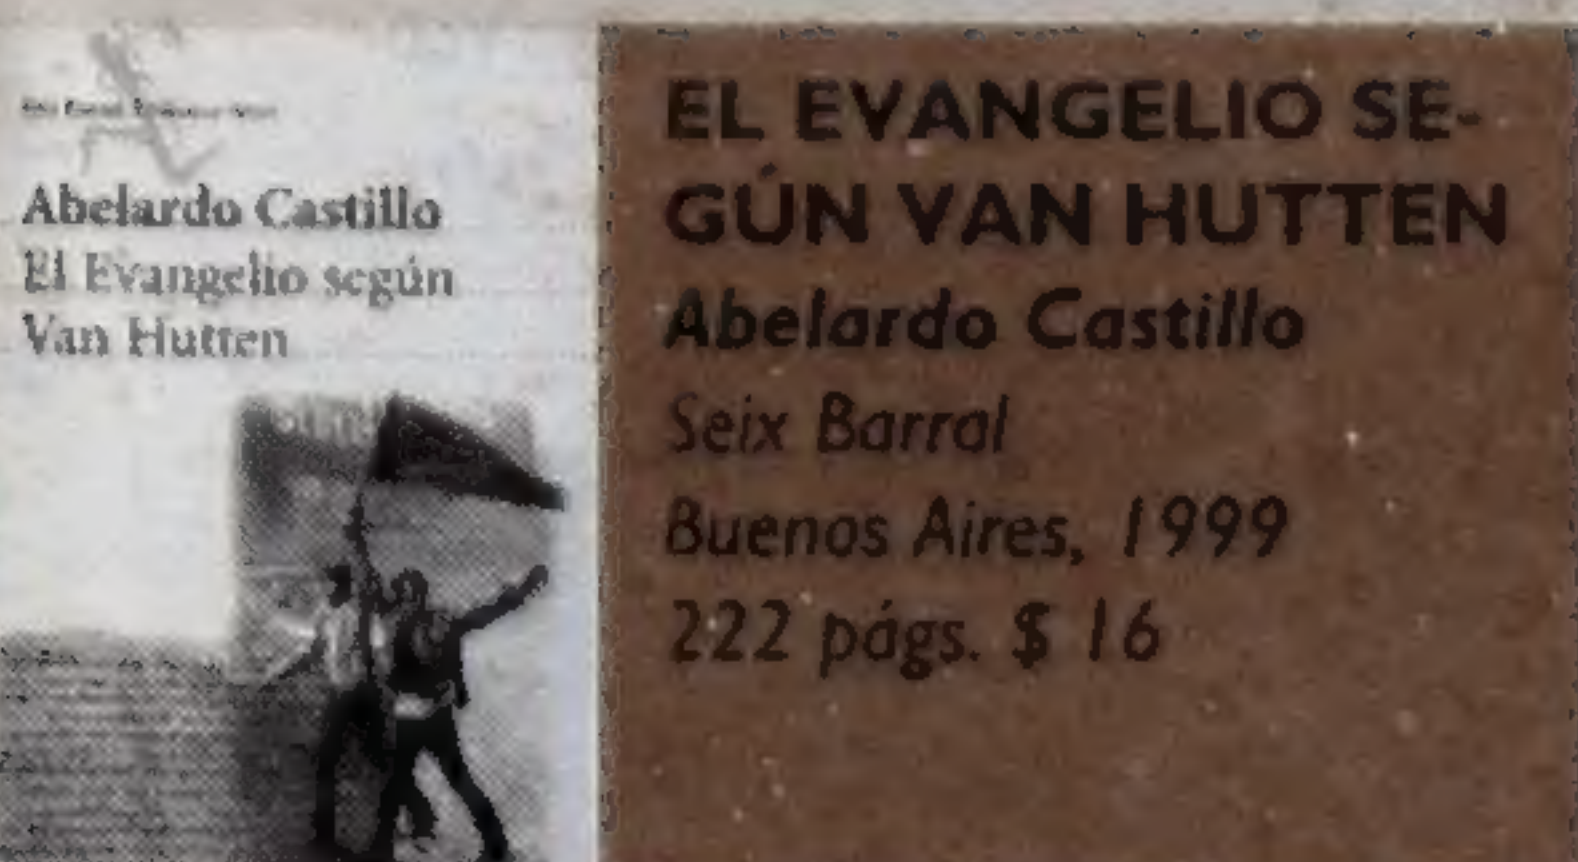 Abelardo Castillo
El Evangelio según
Van Hutten
EL EVANGELIO SE-
GÚN VAN HUTTEN
Abelardo Castillo
Seix Barral
Buenos Aires, 1999
222 págs. $ 16